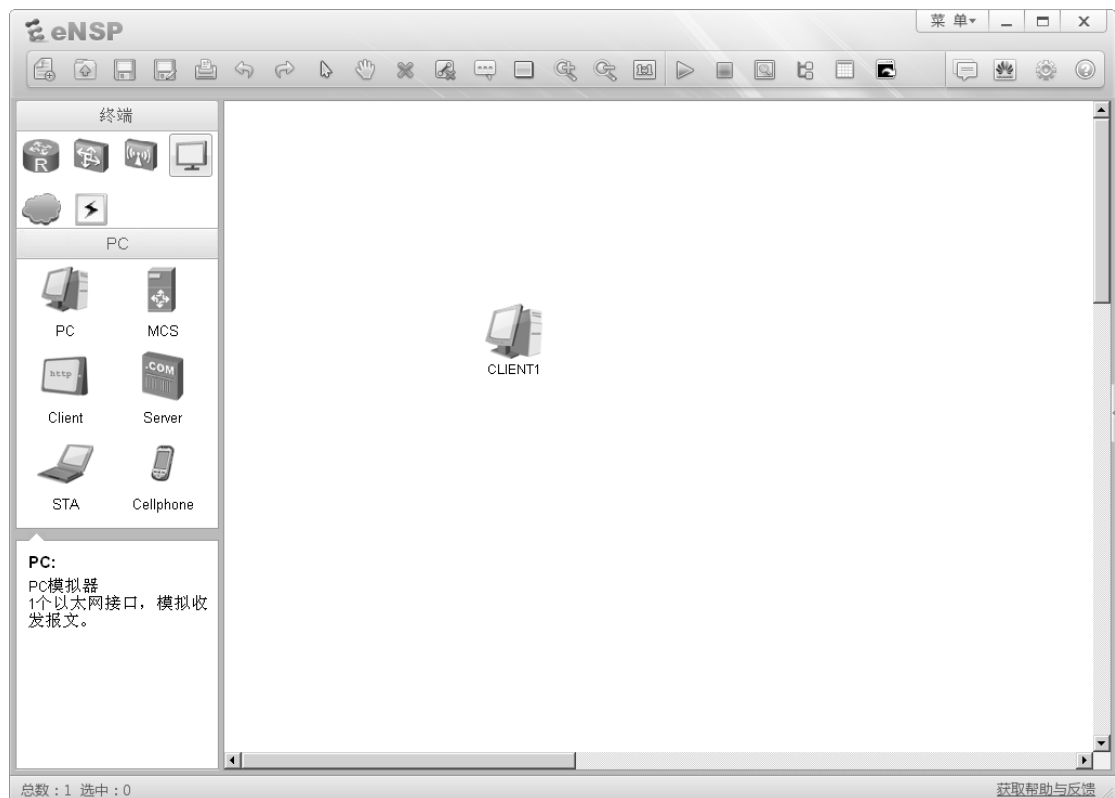 eNSP
菜 单
终端
R
PC
PC
MCS
http
.COM
Client
Server
STA
Cellphone
CLIENT1
PC:
PC模拟器
1个以太网接口，模拟收
发报文。
总数：1 选中：0
获取帮助与反馈